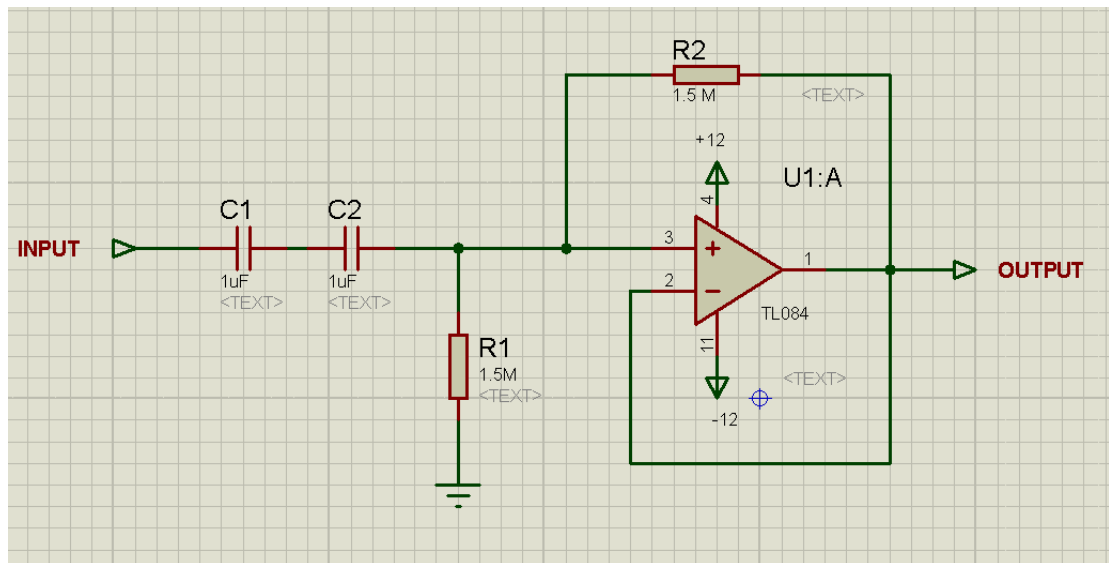 R2
1.5 M
<TEXT>
+12
U1:A
4
C1
C2
3
INPUT
+
1
OUTPUT
1uF
1uF
2
−
<TEXT>
<TEXT>
TL084
R1
11
1.5M
<TEXT>
<TEXT>
-12